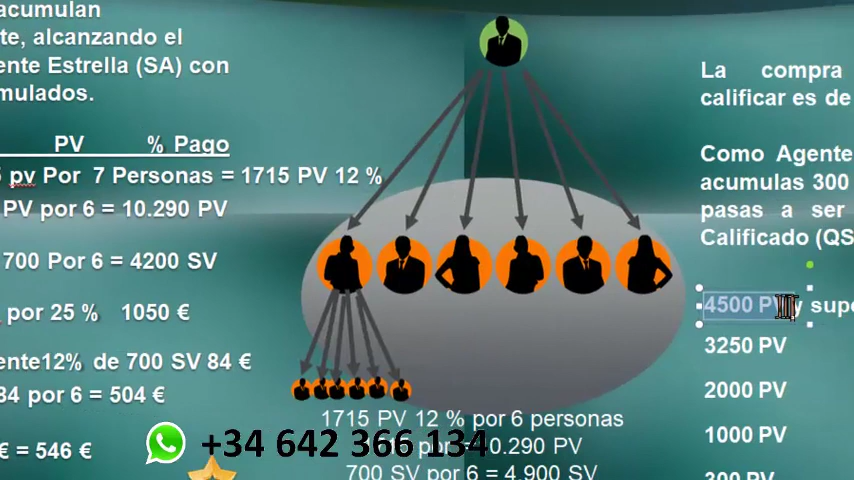 acumulan
te, alcanzando el
ente Estrella (SA) con
mulados.
PV % Pago
5 pv Por 7 Personas = 1715 PV 12 %
PV por 6 = 10.290 PV
700 Por 6 = 4200 SV
por 25 % 1050 €
ente12% de 700 SV 84 €
84 por 6 = 504 €
€ = 546 €
1715 PV 12 % por 6 personas
por 0.290 PV
700 SV por 6 = 4.900 SV
+34 642 366 134
La compra
calificar es de
Como Agente
acumulas 300
pasas a ser
Calificado (QS
4500 PV y supe
3250 PV
2000 PV
1000 PV
300 PV